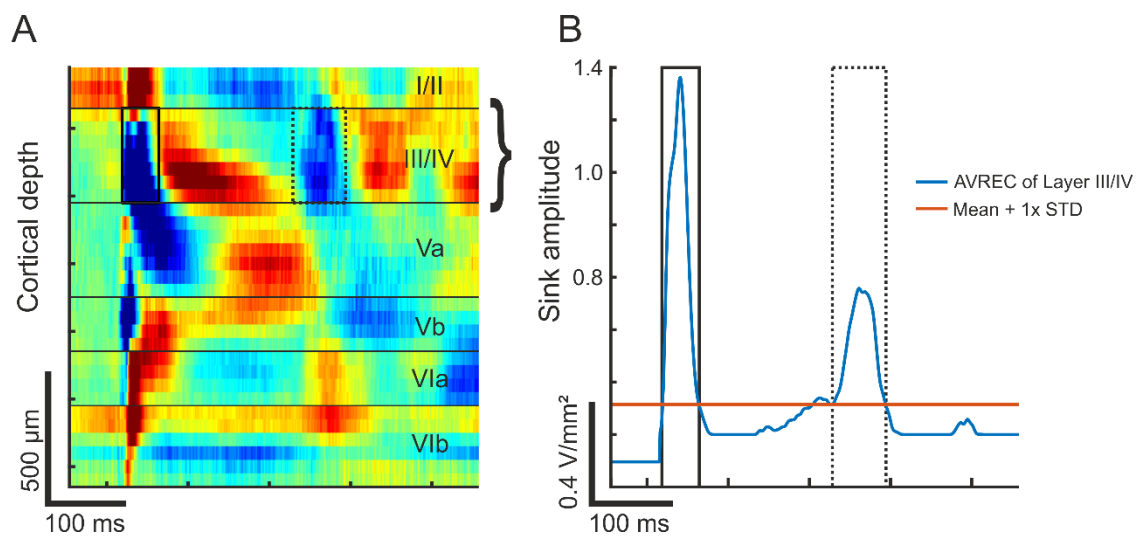 A
Cortical depth
I/II
III/IV
Va
Vb
VIa
VIb
}
500 µm
100 ms
B
Sink amplitude
1.4
1.0
0.8
0.4 V/mm²
100 ms
AVREC of Layer III/IV
Mean + 1x STD